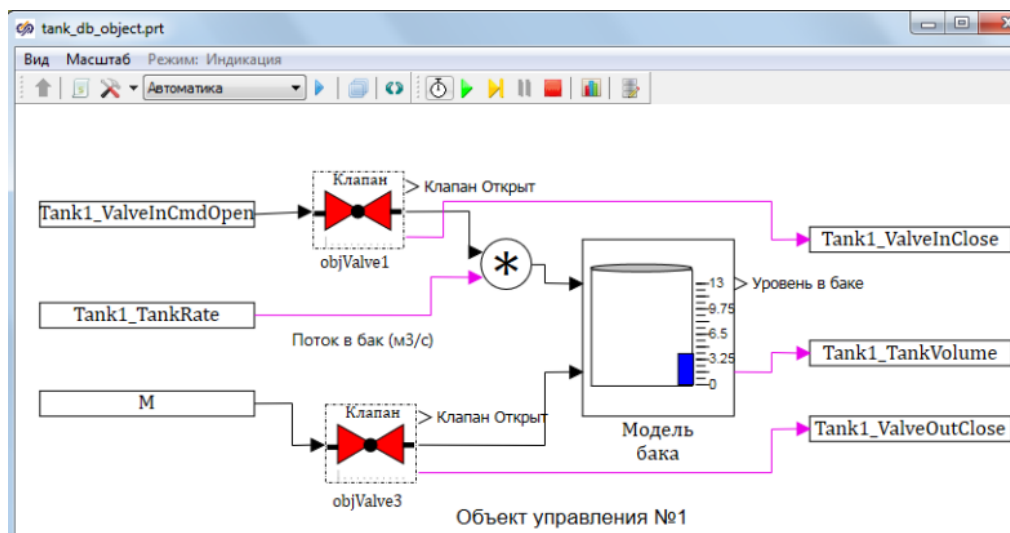 tank_db_object.prt
Вид Масштаб Режим: Индикация
Автоматика
Клапан
Клапан Открыт
Tank1_ValveInCmdOpen
objValve1
Tank1_ValveInClose
*
13
9.75
6.5
3.25
0
Уровень в баке
Tank1_TankRate
Поток в бак (м3/с)
Tank1_TankVolume
М
Клапан
Клапан Открыт
Модель
бака
Tank1_ValveOutClose
objValve3
Объект управления №1